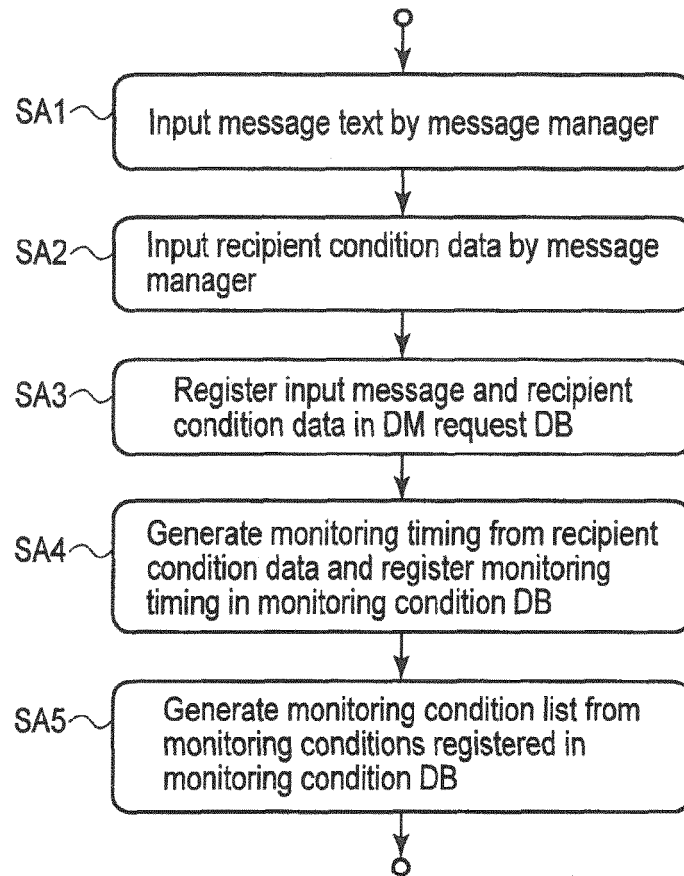 SA1
Input message text by message manager
SA2
Input recipient condition data by message
manager
SA3
Register input message and recipient
condition data in DM request DB
SA4
Generate monitoring timing from recipient
condition data and register monitoring
timing in monitoring condition DB
SA5
Generate monitoring condition list from
monitoring conditions registered in
monitoring condition DB